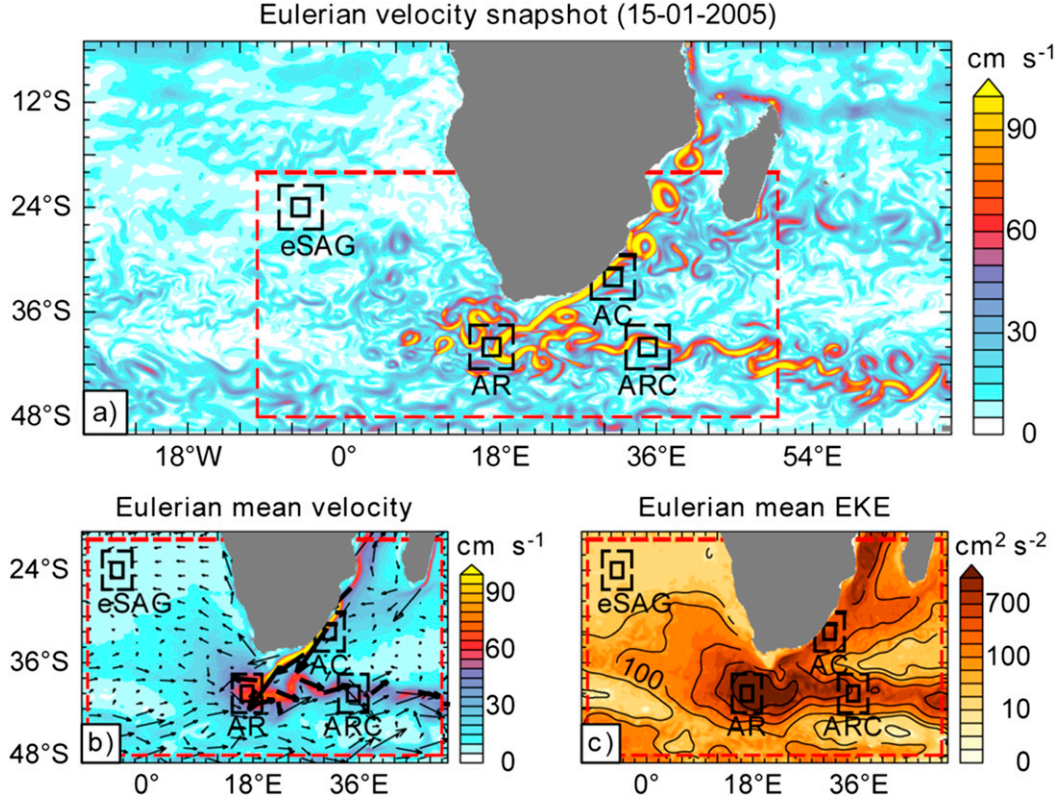 Eulerian velocity snapshot (15-01-2005)
cm s-1
12°S
24°S
36°S
48°S
eSAG
AC
AR
ARC
a)
90
60
30
0
18°W 0° 18°E 36°E 54°E
Eulerian mean velocity
cm s-1
24°S
36°S
48°S
eSAG
AC
AR
ARC
b)
90
60
30
0
0° 18°E 36°E
Eulerian mean EKE
cm2 s-2
eSAG
AC
100
AR
ARC
c)
700
100
10
0
0° 18°E 36°E